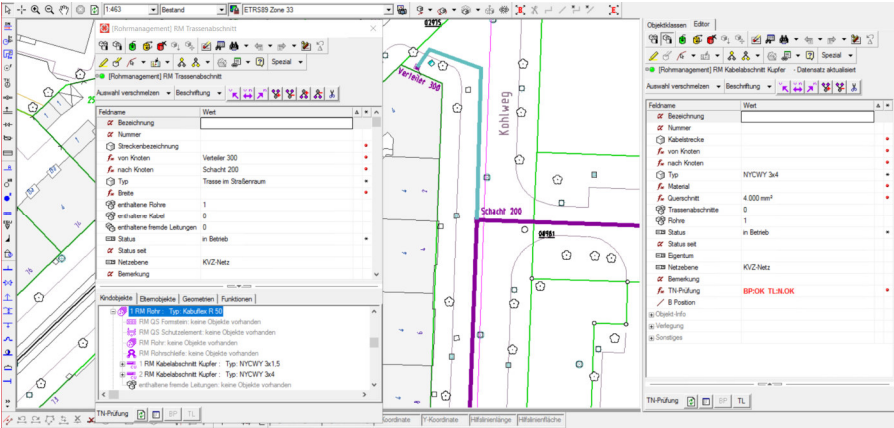 1:463 Bestand ETRS89 Zone 33
[Rohrmanagement] RM Trassenabschnitt
Spezial
[Rohrmanagement] RM Trassenabschnitt
Auswahl verschmelzen Beschriftung
Feldname Wert
Bezeichnung
Nummer
Streckenbezeichnung
von Knoten Verteiler 300
nach Knoten Schacht 200
Typ Trasse im Straßenraum
Breite
enthaltene Rohre 1
enthaltene Kabel 0
enthaltene fremde Leitungen 0
Status in Betrieb
Status seit
Netzebene KVZ-Netz
Bemerkung
Kindobjekte Elternobjekte Geometrien Funktionen
1 RM Rohr : Typ: Kabuflex R 50
RM QS Formstein: keine Objekte vorhanden
RM QS Schutzelement: keine Objekte vorhanden
RM Rohr: keine Objekte vorhanden
RM Rohrschleife: keine Objekte vorhanden
1 RM Kabelabschnitt Kupfer : Typ: NYCWY 3x1,5
2 RM Kabelabschnitt Kupfer : Typ: NYCWY 3x4
enthaltene fremde Leitungen: keine Objekte vorhanden
TN-Prüfung BP TL
Verteiler 300
Kohlweg
Schacht 200
Y-Koordinate Hilfslinienlänge Hilfslinienfläche
Objektklassen Editor
Spezial
[Rohrmanagement] RM Kabelabschnitt Kupfer - Datensatz aktualisiert
Auswahl verschmelzen Beschriftung
Feldname Wert
Bezeichnung
Nummer
Kabelstrecke
von Knoten
nach Knoten
Typ NYCWY 3x4
Material
Querschnitt 4.000 mm²
Trassenabschnitte 0
Rohre 1
Status in Betrieb
Status seit
Eigentum
Netzebene KVZ-Netz
Bemerkung
TN-Prüfung BP:OK TL:N.OK
B Position
Objekt-Info
Verlegung
Sonstiges
TN-Prüfung BP TL